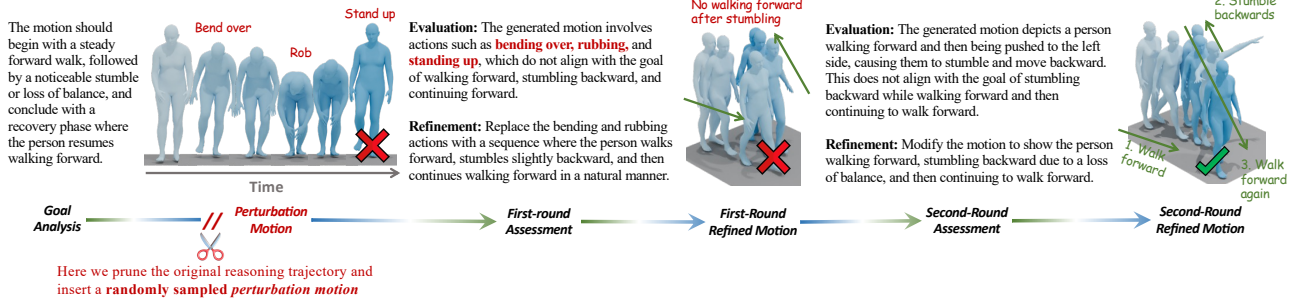 The motion should
begin with a steady
forward walk, followed
by a noticeable stumble
or loss of balance, and
conclude with a
recovery phase where
the person resumes
walking forward.
Bend over
Rob
Stand up
Time
Evaluation: The generated motion involves
actions such as bending over, rubbing, and
standing up, which do not align with the goal
of walking forward, stumbling backward, and
continuing forward.
Refinement: Replace the bending and rubbing
actions with a sequence where the person walks
forward, stumbles slightly backward, and then
continues walking forward in a natural manner.
No walking forward
after stumbling
Evaluation: The generated motion depicts a person
walking forward and then being pushed to the left
side, causing them to stumble and move backward.
This does not align with the goal of stumbling
backward while walking forward and then
continuing to walk forward.
Refinement: Modify the motion to show the person
walking forward, stumbling backward due to a loss
of balance, and then continuing to walk forward.
2. Stumble
backwards
1. Walk
forward
3. Walk
forward
again
Goal
Analysis
Perturbation
Motion
First-round
Assessment
First-Round
Refined Motion
Second-Round
Assessment
Second-Round
Refined Motion
Here we prune the original reasoning trajectory and
insert a randomly sampled perturbation motion